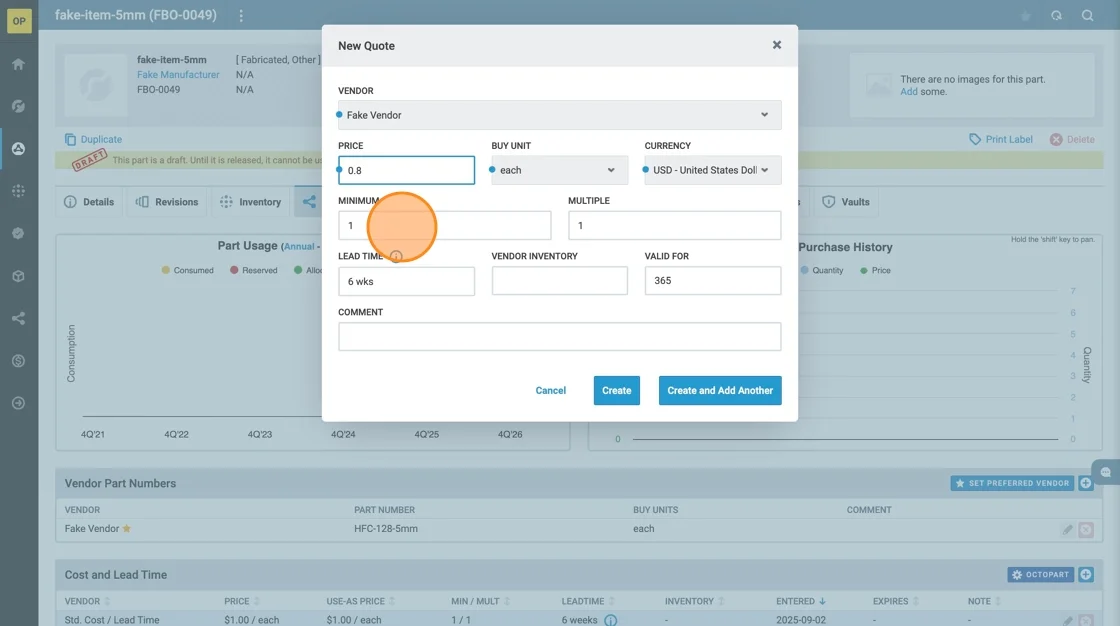 OP
fake-item-5mm (FBO-0049)
fake-item-5mm [ Fabricated, Other ]
Fake Manufacturer N/A
FBO-0049 N/A
There are no images for this part.
Add some.
Duplicate
Print Label
Delete
DRAFT
This part is a draft. Until it is released, it cannot be
Details
Revisions
Inventory
Vaults
New Quote
VENDOR
Fake Vendor
PRICE BUY UNIT CURRENCY
0.8 each USD - United States Doll
MINIMUM MULTIPLE
1 1
LEAD TIME VENDOR INVENTORY VALID FOR
6 wks 365
COMMENT
Cancel Create Create and Add Another
Part Usage (Annual -
Consumed Reserved
Consumption
4Q'21 4Q'22 4Q'23 4Q'24 4Q'25 4Q'26
Purchase History
Hold the 'shift' key to pan.
Quantity Price
7
6
5
4
3
2
1
0 0
Quantity
Vendor Part Numbers SET PREFERRED VENDOR
VENDOR PART NUMBER BUY UNITS COMMENT
Fake Vendor HFC-128-5mm each
Cost and Lead Time OCTOPART
VENDOR PRICE USE-AS PRICE MIN / MULT LEADTIME INVENTORY ENTERED EXPIRES NOTE
Std. Cost / Lead Time $1.00 / each $1.00 / each 1 / 1 6 weeks - 2025-09-02 - -